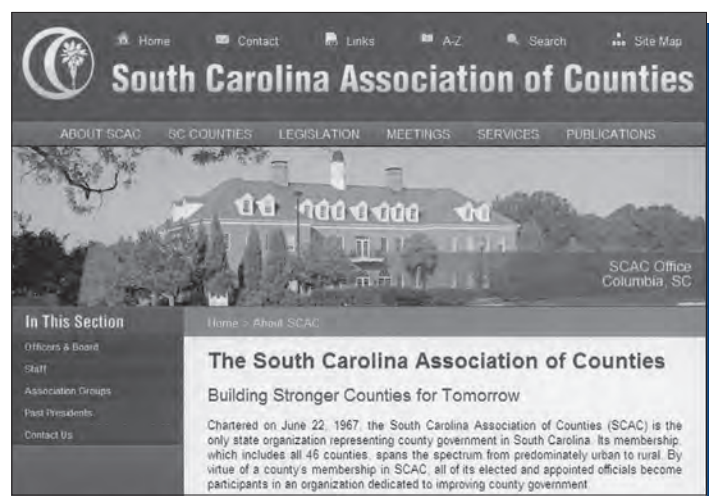 Home Contact Links A-Z Search Site Map
South Carolina Association of Counties
ABOUT SCAC SC COUNTIES LEGISLATION MEETINGS SERVICES PUBLICATIONS
SCAC Office
Columbia, SC
In This Section
Officers & Board
Staff
Association Groups
Past Presidents
Contact Us
Home > About SCAC
The South Carolina Association of Counties
Building Stronger Counties for Tomorrow
Chartered on June 22, 1967, the South Carolina Association of Counties (SCAC) is the
only state organization representing county government in South Carolina. Its membership,
which includes all 46 counties, spans the spectrum from predominately urban to rural. By
virtue of a county's membership in SCAC, all of its elected and appointed officials become
participants in an organization dedicated to improving county government